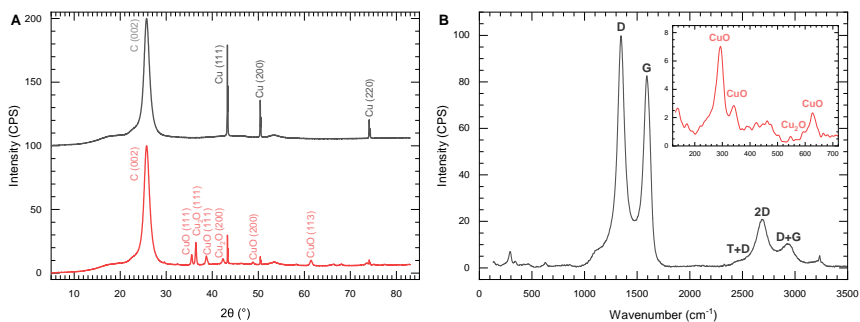 A
200
150
100
50
0
Intensity (CPS)
C (002)
Cu (111)
Cu (200)
Cu (220)
C (002)
CuO (111)
Cu₂O (111)
CuO (111)
Cu₂O (200)
CuO (200)
CuO (113)
10 20 30 40 50 60 70 80
2θ (°)
B
100
80
60
40
20
0
Intensity (CPS)
D
G
T+D
2D
D+G
0 500 1000 1500 2000 2500 3000 3500
Wavenumber (cm⁻¹)
8
6
4
2
0
CuO
CuO
Cu₂O
CuO
200 300 400 500 600 700